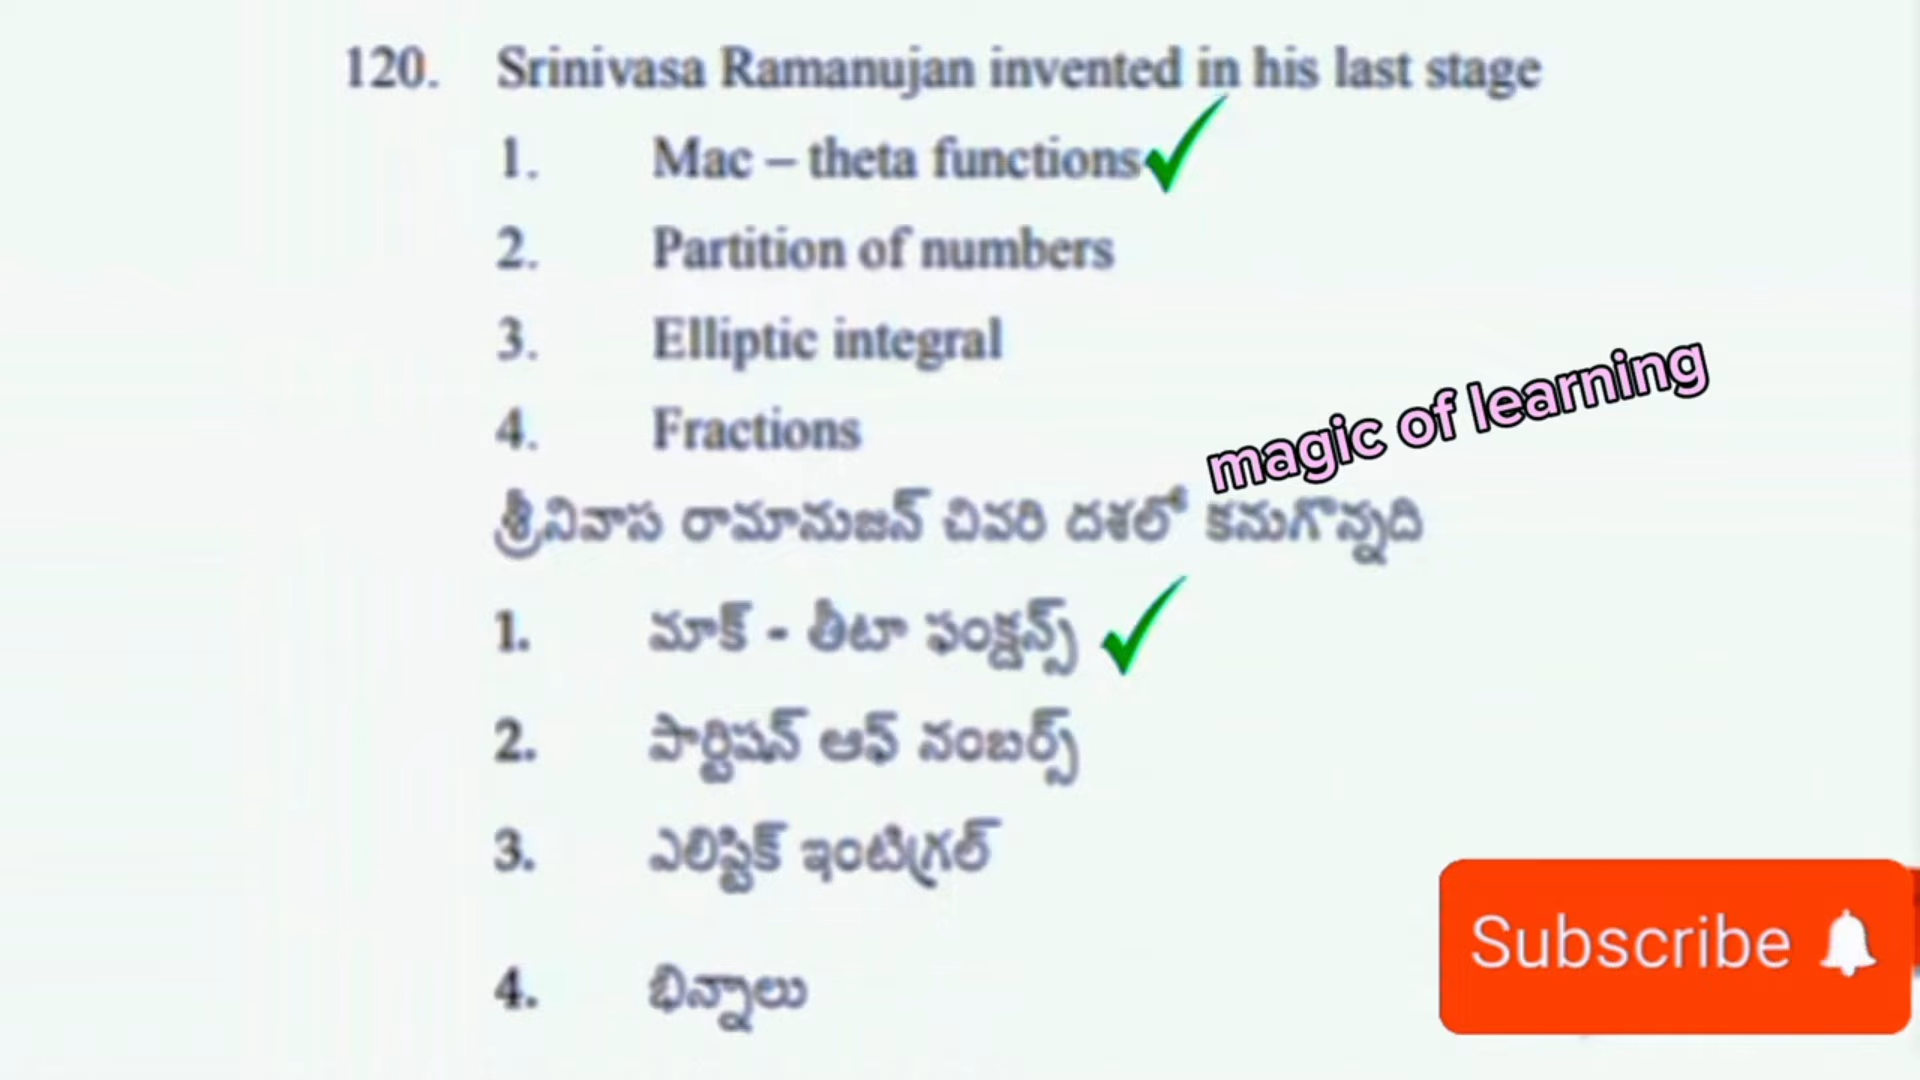 120. Srinivasa Ramanujan invented in his last stage
1. Mac – theta functions
2. Partition of numbers
3. Elliptic integral
4. Fractions
magic of learning
శ్రీనివాస రామానుజన్ చివరి దశలో కనుగొన్నది
1. మాక్ - తీటా ఫంక్షన్స్
2. పార్టిషన్ ఆఫ్ నంబర్స్
3. ఎలిప్టిక్ ఇంటిగ్రల్
4. భిన్నాలు
Subscribe